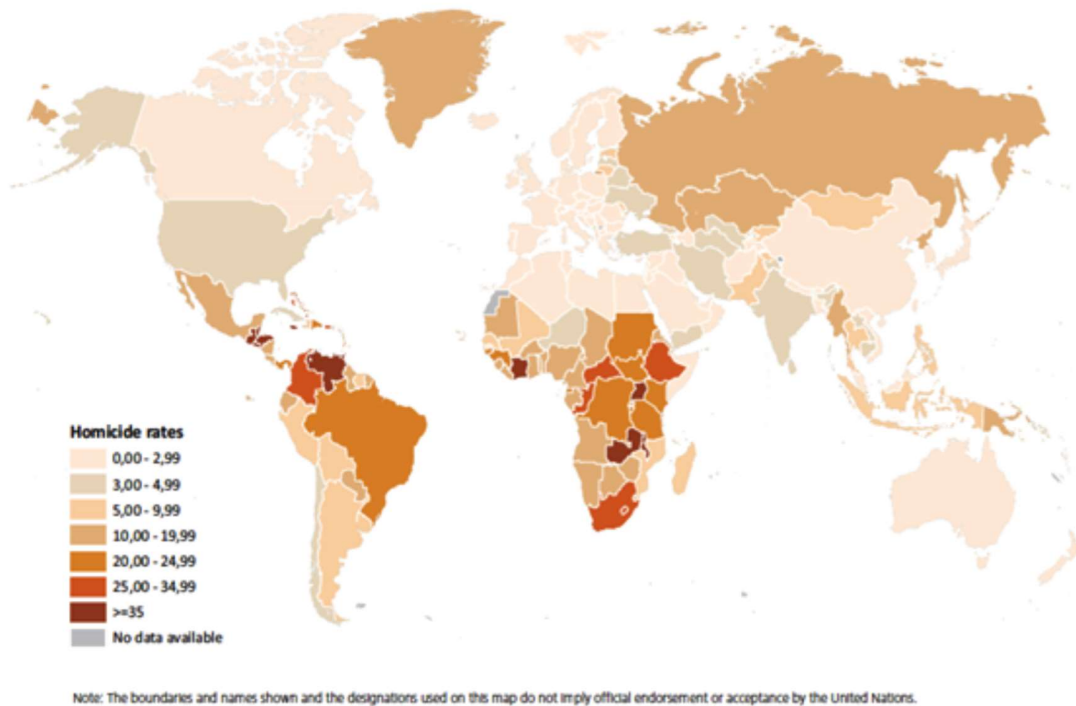 Homicide rates
0,00 - 2,99
3,00 - 4,99
5,00 - 9,99
10,00 - 19,99
20,00 - 24,99
25,00 - 34,99
>=35
No data available
Note: The boundaries and names shown and the designations used on this map do not imply official endorsement or acceptance by the United Nations.